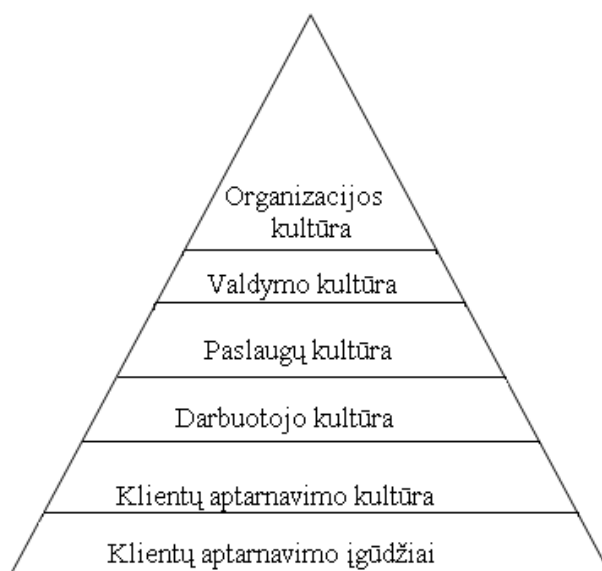 Organizacijos
kultūra
Valdymo kultūra
Paslaugų kultūra
Darbuotojo kultūra
Klientų aptarnavimo kultūra
Klientų aptarnavimo įgūdžiai